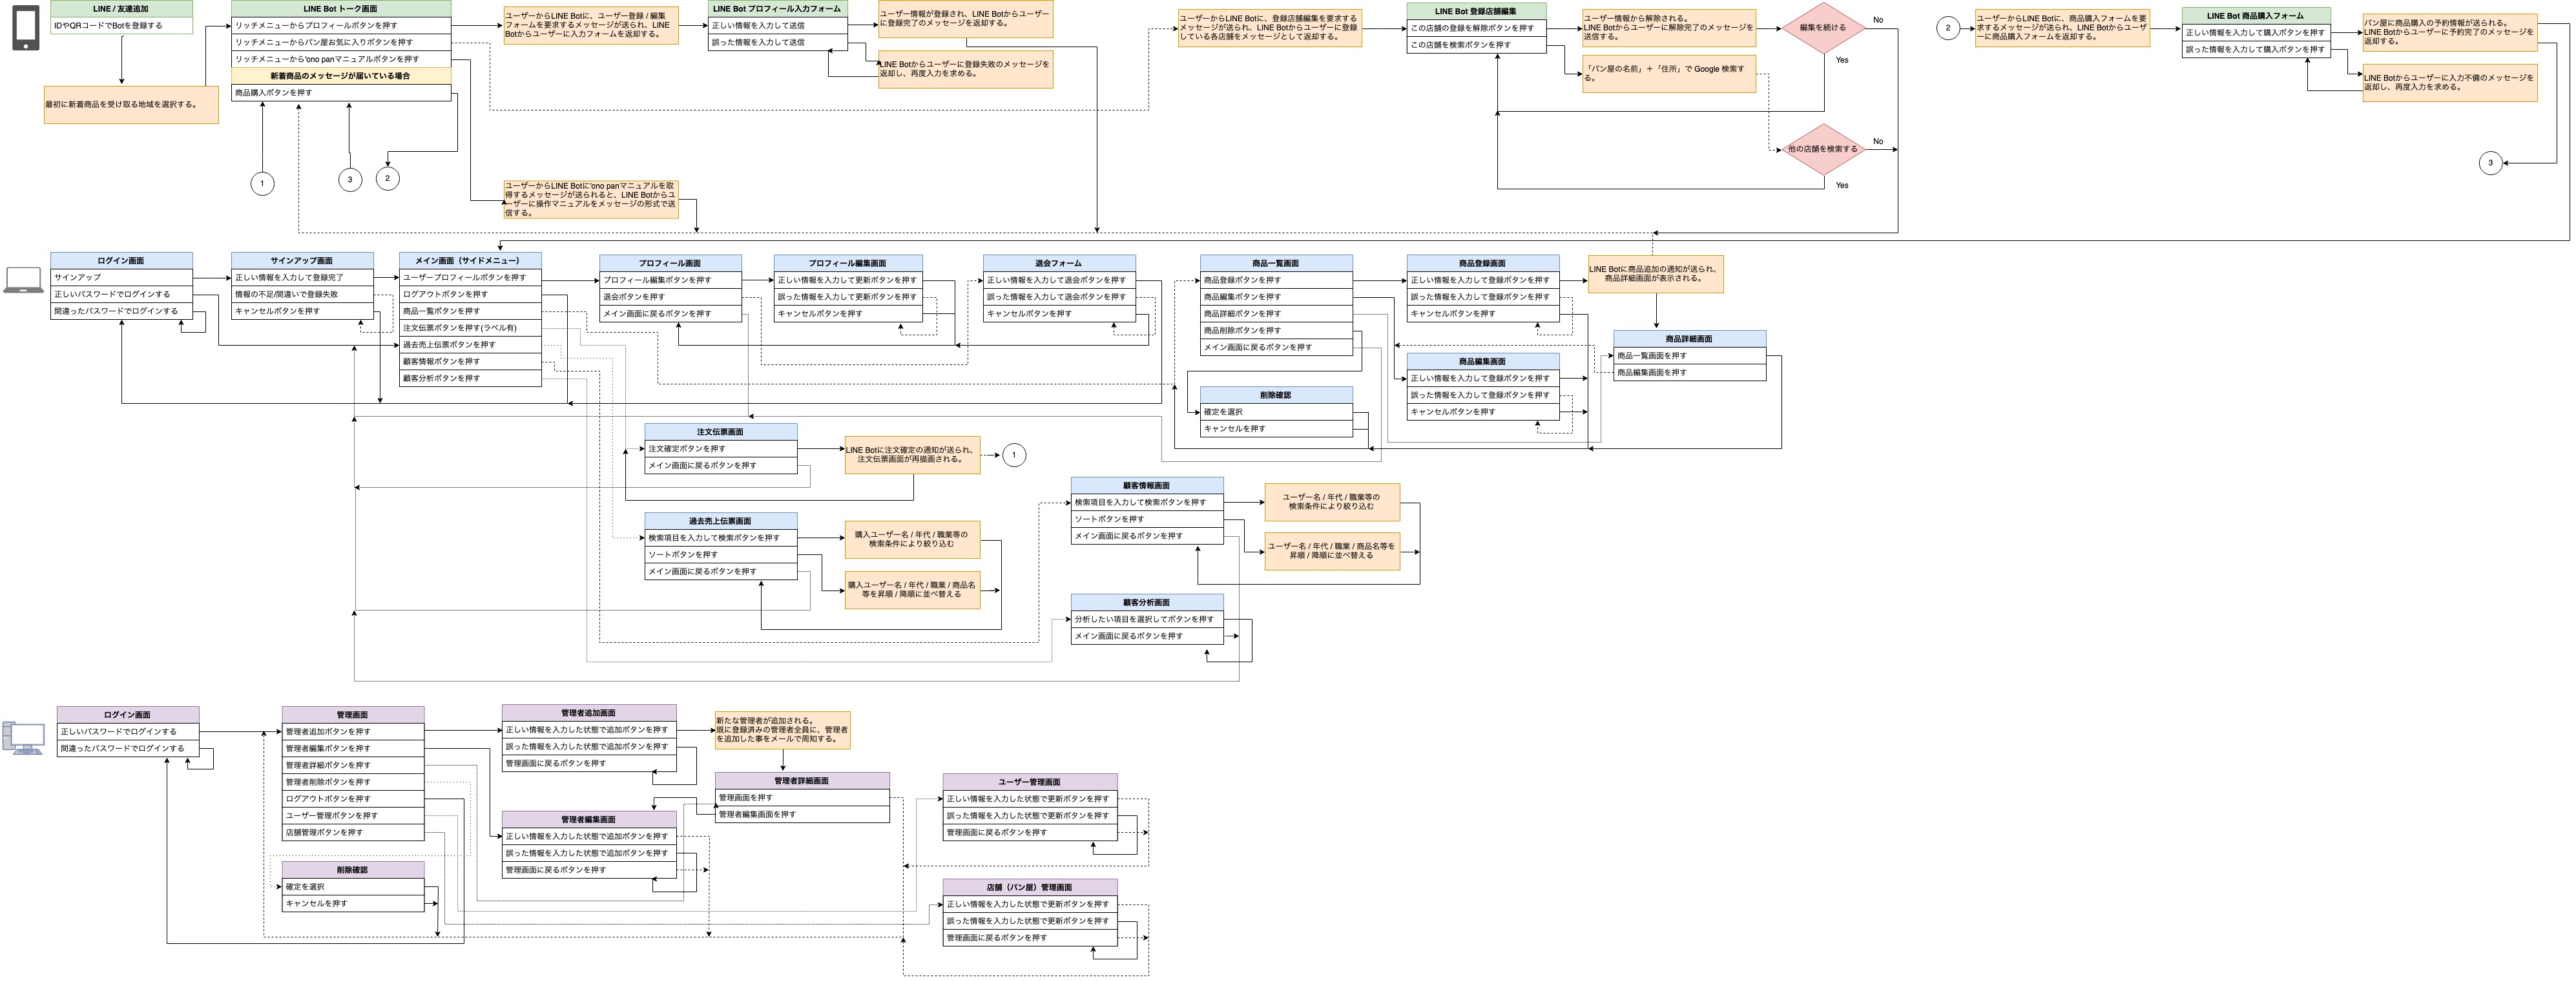 LINE / 友達追加
IDやQRコードでBotを登録する
最初に新着商品を受け取る地域を選択する。
LINE Bot トーク画面
リッチメニューからプロフィールボタンを押す
リッチメニューからパン屋お気に入りボタンを押す
リッチメニューから'ono panマニュアルボタンを押す
新着商品のメッセージが届いている場合
商品購入ボタンを押す
1
3
2
ユーザーからLINE Botに、ユーザー登録 / 編集
フォームを要求するメッセージが送られ、LINE
Botからユーザーに入力フォームを返却する。
LINE Bot プロフィール入力フォーム
正しい情報を入力して送信
誤った情報を入力して送信
ユーザー情報が登録され、LINE Botからユーザー
に登録完了のメッセージを返却する。
LINE Botからユーザーに登録失敗のメッセージを
返却し、再度入力を求める。
ユーザーからLINE Botに'ono panマニュアルを取
得するメッセージが送られると、LINE Botからユ
ーザーに操作マニュアルをメッセージの形式で送
信する。
ユーザーからLINE Botに、登録店舗編集を要求する
メッセージが送られ、LINE Botからユーザーに登録
している各店舗をメッセージとして返却する。
LINE Bot 登録店舗編集
この店舗の登録を解除ボタンを押す
この店舗を検索ボタンを押す
ユーザー情報から解除される。
LINE Botからユーザーに解除完了のメッセージを
送信する。
「パン屋の名前」＋「住所」で Google 検索す
る。
編集を続ける
No
Yes
他の店舗を検索する
No
Yes
2
ユーザーからLINE Botに、商品購入フォームを要
求するメッセージが送られ、LINE Botからユーザ
ーに商品購入フォームを返却する。
LINE Bot 商品購入フォーム
正しい情報を入力して購入ボタンを押す
誤った情報を入力して購入ボタンを押す
パン屋に商品購入の予約情報が送られる。
LINE Botからユーザーに予約完了のメッセージを
返却する。
LINE Botからユーザーに入力不備のメッセージを
返却し、再度入力を求める。
3
ログイン画面
サインアップ
正しいパスワードでログインする
間違ったパスワードでログインする
サインアップ画面
正しい情報を入力して登録完了
情報の不足/間違いで登録失敗
キャンセルボタンを押す
メイン画面（サイドメニュー）
ユーザープロフィールボタンを押す
ログアウトボタンを押す
商品一覧ボタンを押す
注文伝票ボタンを押す(ラベル有)
過去売上伝票ボタンを押す
顧客情報ボタンを押す
顧客分析ボタンを押す
プロフィール画面
プロフィール編集ボタンを押す
退会ボタンを押す
メイン画面に戻るボタンを押す
プロフィール編集画面
正しい情報を入力して更新ボタンを押す
誤った情報を入力して更新ボタンを押す
キャンセルボタンを押す
退会フォーム
正しい情報を入力して退会ボタンを押す
誤った情報を入力して退会ボタンを押す
キャンセルボタンを押す
商品一覧画面
商品登録ボタンを押す
商品編集ボタンを押す
商品詳細ボタンを押す
商品削除ボタンを押す
メイン画面に戻るボタンを押す
削除確認
確定を選択
キャンセルを押す
商品登録画面
正しい情報を入力して登録ボタンを押す
誤った情報を入力して登録ボタンを押す
キャンセルボタンを押す
商品編集画面
正しい情報を入力して登録ボタンを押す
誤った情報を入力して登録ボタンを押す
キャンセルボタンを押す
LINE Botに商品追加の通知が送られ、
商品詳細画面が表示される。
商品詳細画面
商品一覧画面を押す
商品編集画面を押す
注文伝票画面
注文確定ボタンを押す
メイン画面に戻るボタンを押す
LINE Botに注文確定の通知が送られ、
注文伝票画面が再描画される。
1
過去売上伝票画面
検索項目を入力して検索ボタンを押す
ソートボタンを押す
メイン画面に戻るボタンを押す
購入ユーザー名 / 年代 / 職業等の
検索条件により絞り込む
購入ユーザー名 / 年代 / 職業 / 商品名
等を昇順 / 降順に並べ替える
顧客情報画面
検索項目を入力して検索ボタンを押す
ソートボタンを押す
メイン画面に戻るボタンを押す
ユーザー名 / 年代 / 職業等の
検索条件により絞り込む
ユーザー名 / 年代 / 職業 / 商品名等を
昇順 / 降順に並べ替える
顧客分析画面
分析したい項目を選択してボタンを押す
メイン画面に戻るボタンを押す
ログイン画面
正しいパスワードでログインする
間違ったパスワードでログインする
管理画面
管理者追加ボタンを押す
管理者編集ボタンを押す
管理者詳細ボタンを押す
管理者削除ボタンを押す
ログアウトボタンを押す
ユーザー管理ボタンを押す
店舗管理ボタンを押す
削除確認
確定を選択
キャンセルを押す
管理者追加画面
正しい情報を入力した状態で追加ボタンを押す
誤った情報を入力した状態で追加ボタンを押す
管理画面に戻るボタンを押す
管理者編集画面
正しい情報を入力した状態で追加ボタンを押す
誤った情報を入力した状態で追加ボタンを押す
管理画面に戻るボタンを押す
新たな管理者が追加される。
既に登録済みの管理者全員に、管理者
を追加した事をメールで周知する。
管理者詳細画面
管理画面を押す
管理者編集画面を押す
ユーザー管理画面
正しい情報を入力した状態で更新ボタンを押す
誤った情報を入力した状態で更新ボタンを押す
管理画面に戻るボタンを押す
店舗（パン屋）管理画面
正しい情報を入力した状態で更新ボタンを押す
誤った情報を入力した状態で更新ボタンを押す
管理画面に戻るボタンを押す